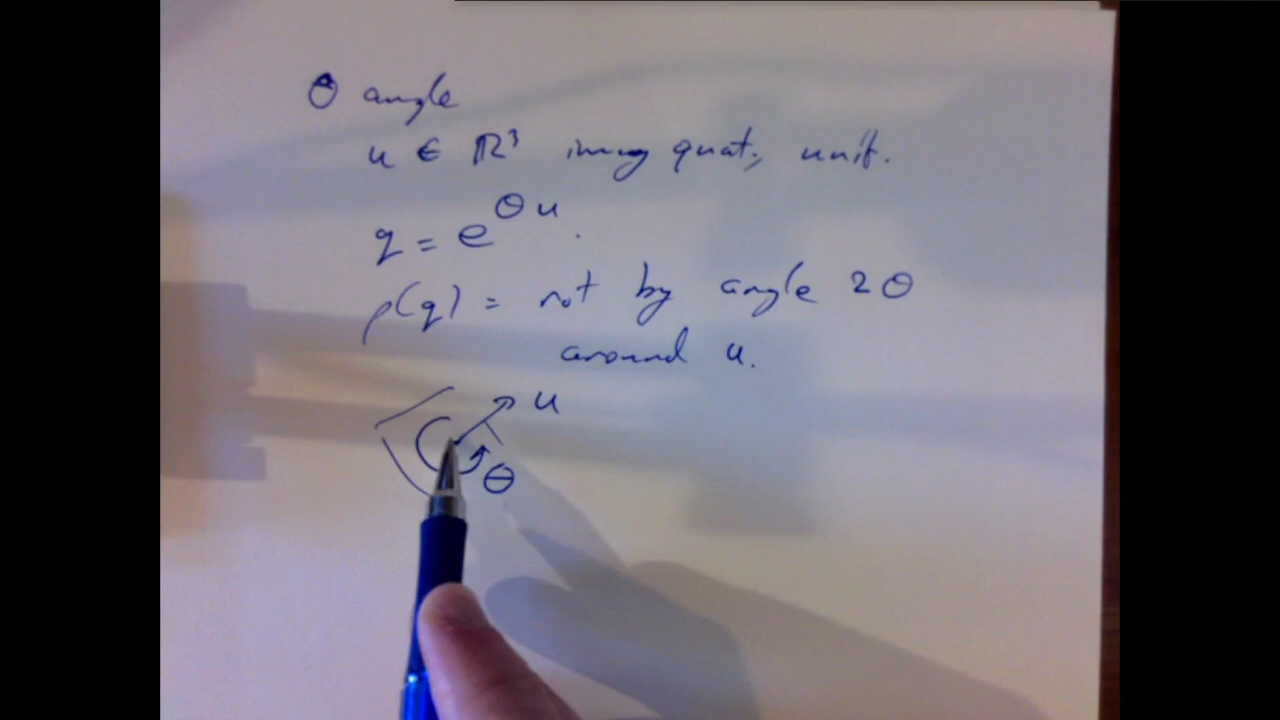 θ angle
u ∈ ℝ³ imag quat, unit.
q = e^{θu}.
ρ(q) = rot by angle 2θ
around u.
u
θ